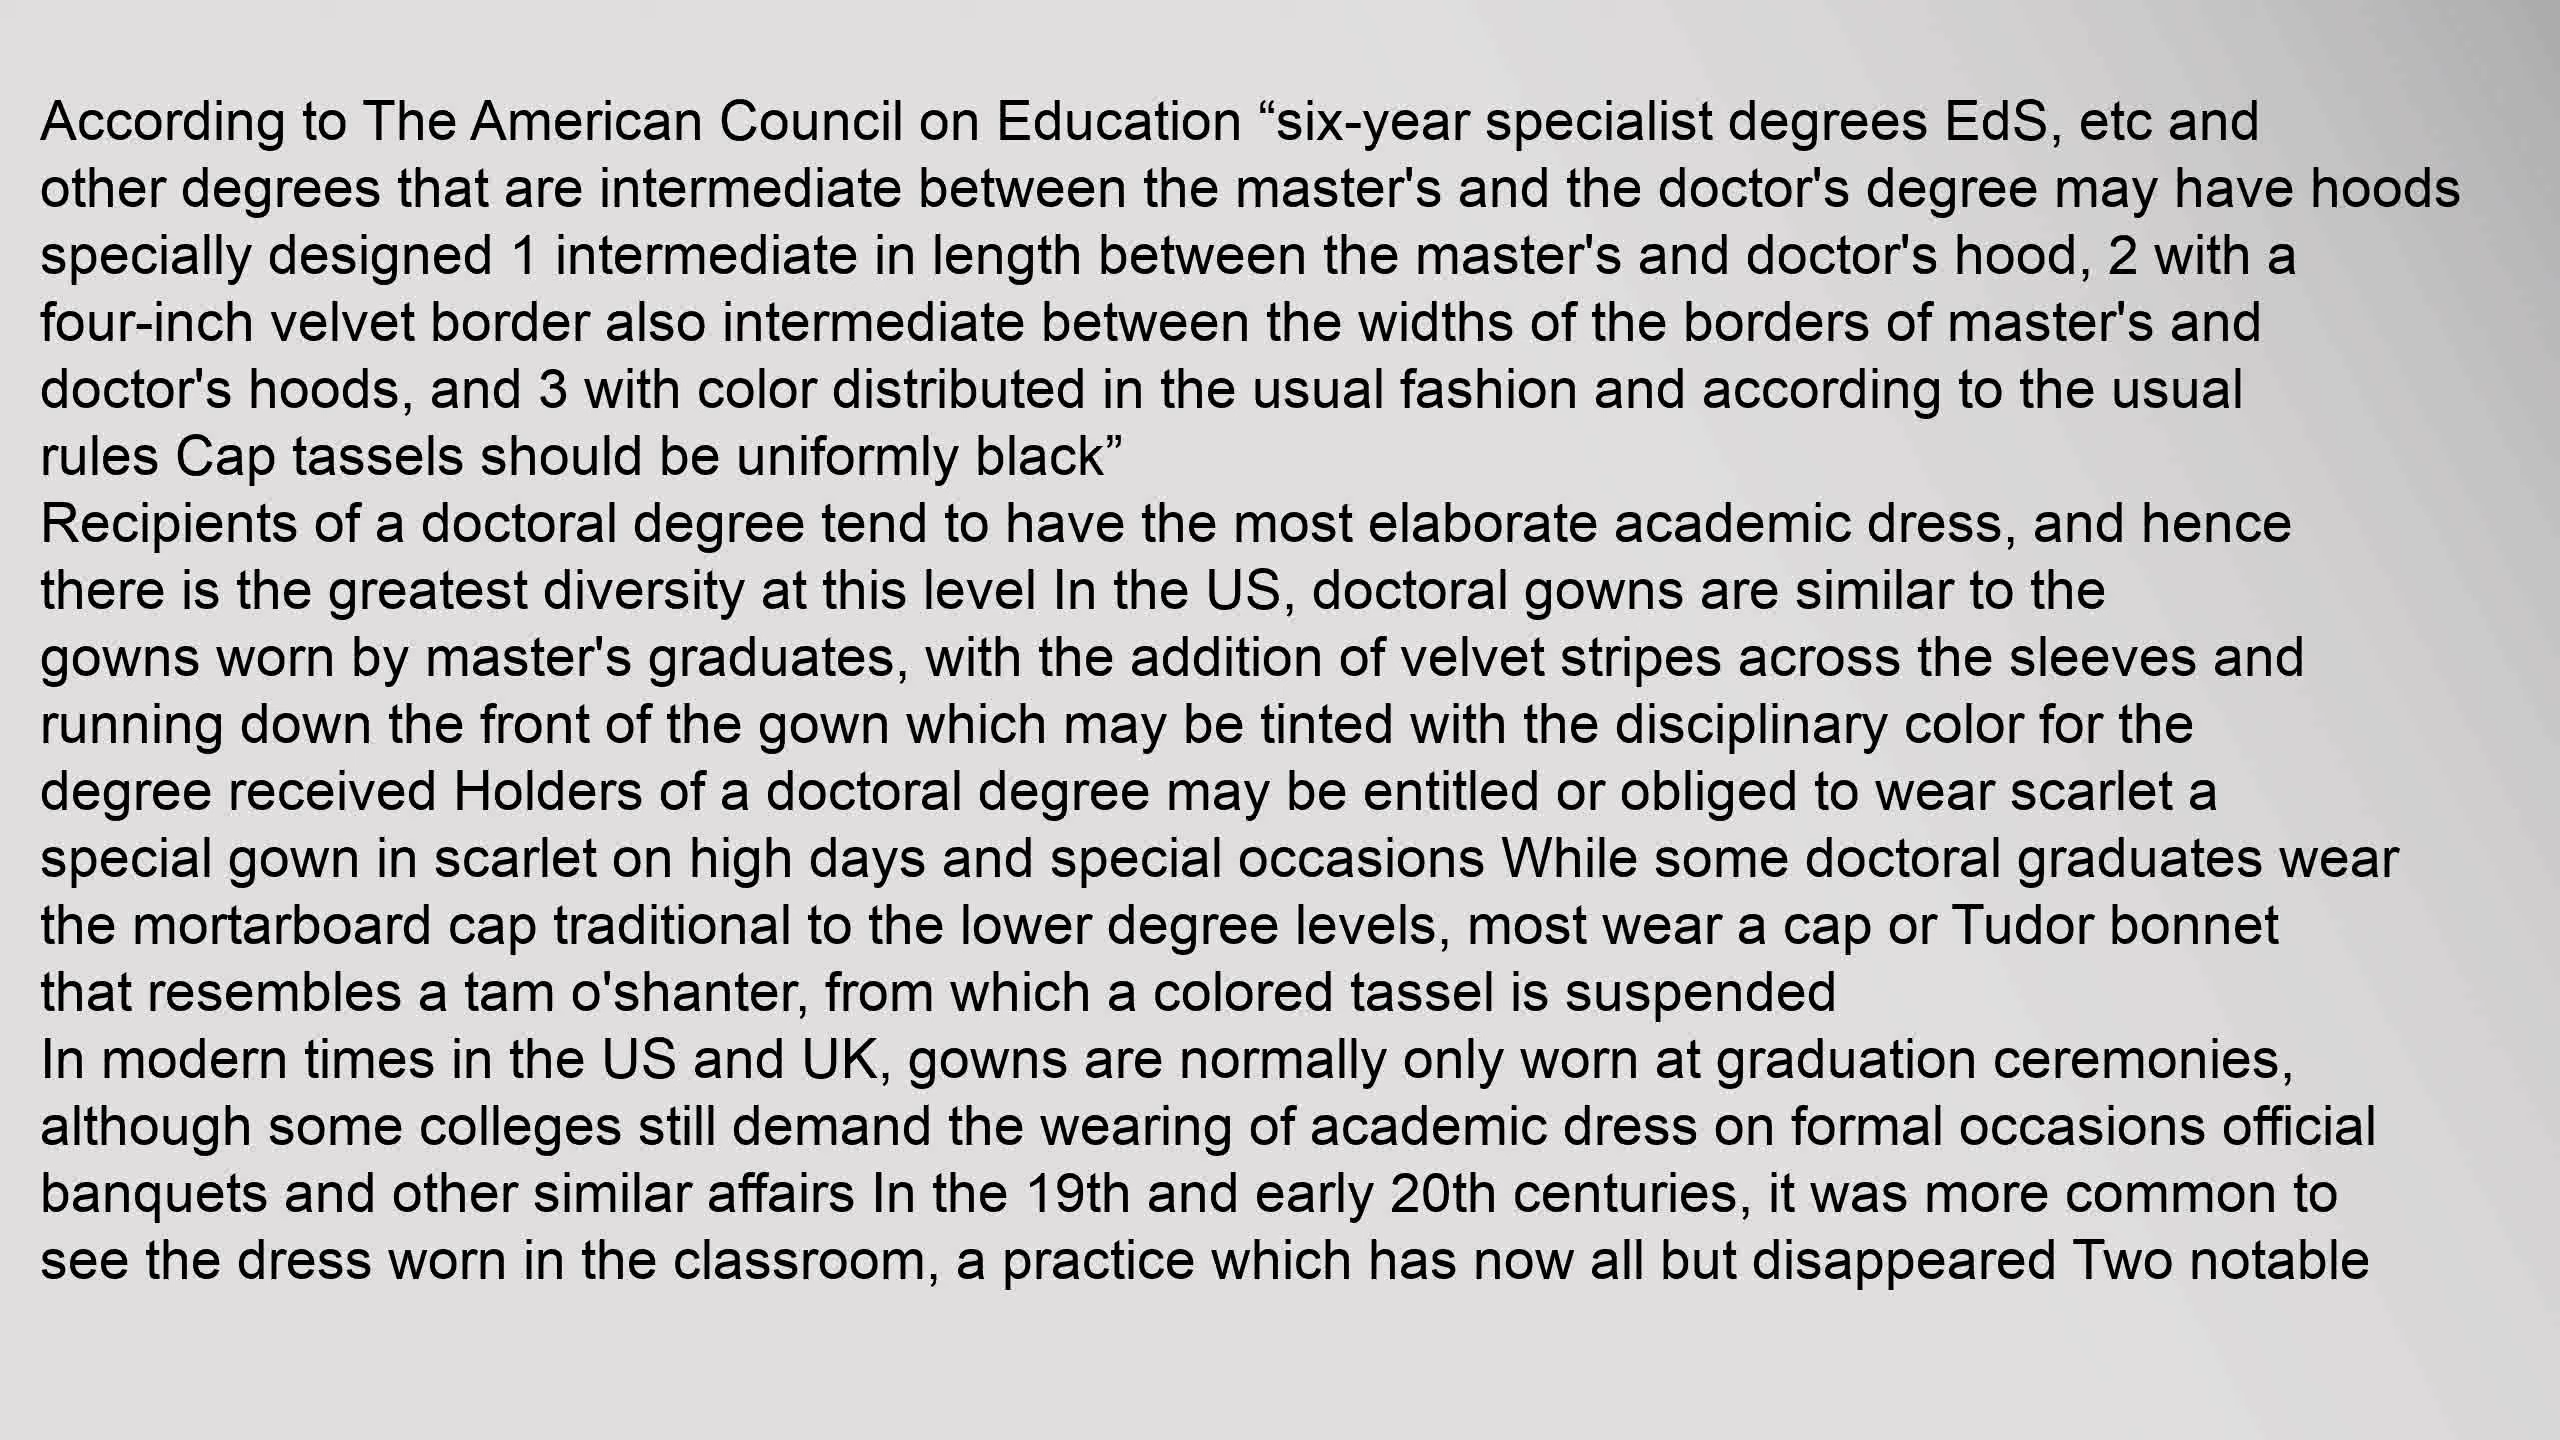 According to The American Council on Education “six-year specialist degrees EdS, etc and
other degrees that are intermediate between the master's and the doctor's degree may have hoods
specially designed 1 intermediate in length between the master's and doctor's hood, 2 with a
four-inch velvet border also intermediate between the widths of the borders of master's and
doctor's hoods, and 3 with color distributed in the usual fashion and according to the usual
rules Cap tassels should be uniformly black”
Recipients of a doctoral degree tend to have the most elaborate academic dress, and hence
there is the greatest diversity at this level In the US, doctoral gowns are similar to the
gowns worn by master's graduates, with the addition of velvet stripes across the sleeves and
running down the front of the gown which may be tinted with the disciplinary color for the
degree received Holders of a doctoral degree may be entitled or obliged to wear scarlet a
special gown in scarlet on high days and special occasions While some doctoral graduates wear
the mortarboard cap traditional to the lower degree levels, most wear a cap or Tudor bonnet
that resembles a tam o'shanter, from which a colored tassel is suspended
In modern times in the US and UK, gowns are normally only worn at graduation ceremonies,
although some colleges still demand the wearing of academic dress on formal occasions official
banquets and other similar affairs In the 19th and early 20th centuries, it was more common to
see the dress worn in the classroom, a practice which has now all but disappeared Two notable